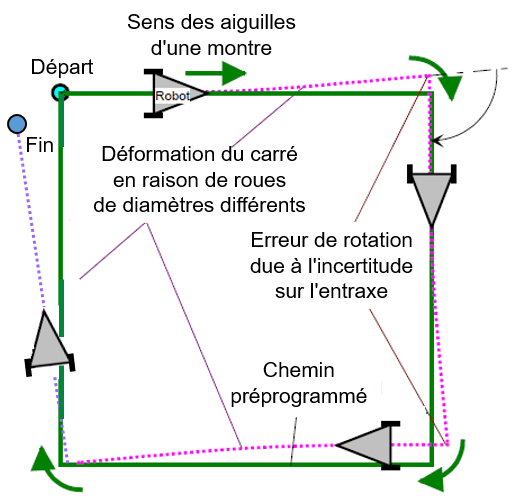 Sens des aiguilles
d'une montre
Départ
Robot
Fin
Déformation du carré
en raison de roues
de diamètres différents
Erreur de rotation
due à l'incertitude
sur l'entraxe
Chemin
préprogrammé